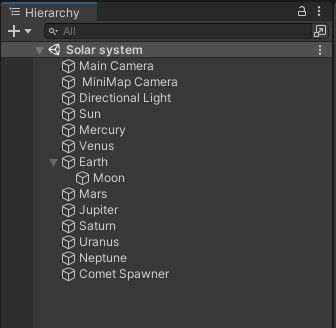 Hierarchy
All
Solar system
Main Camera
MiniMap Camera
Directional Light
Sun
Mercury
Venus
Earth
Moon
Mars
Jupiter
Saturn
Uranus
Neptune
Comet Spawner